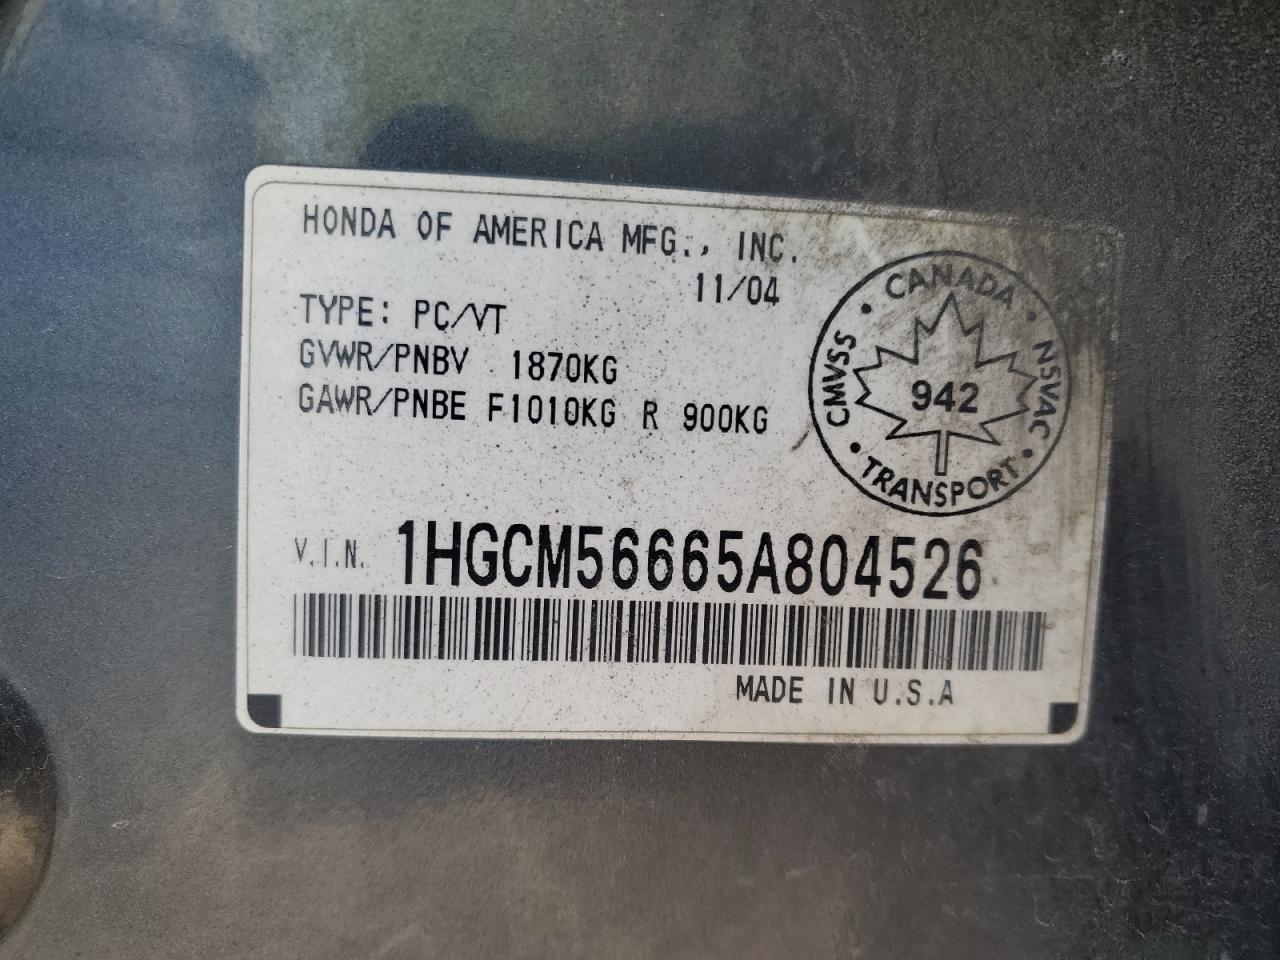 HONDA OF AMERICA MFG., INC.
11/04
TYPE: PC/VT
GVWR/PNBV 1870KG
GAWR/PNBE F1010KG R 900KG
CANADA
CMVSS
NSVAC
942
TRANSPORT
V.I.N. 1HGCM56665A804526
MADE IN U.S.A